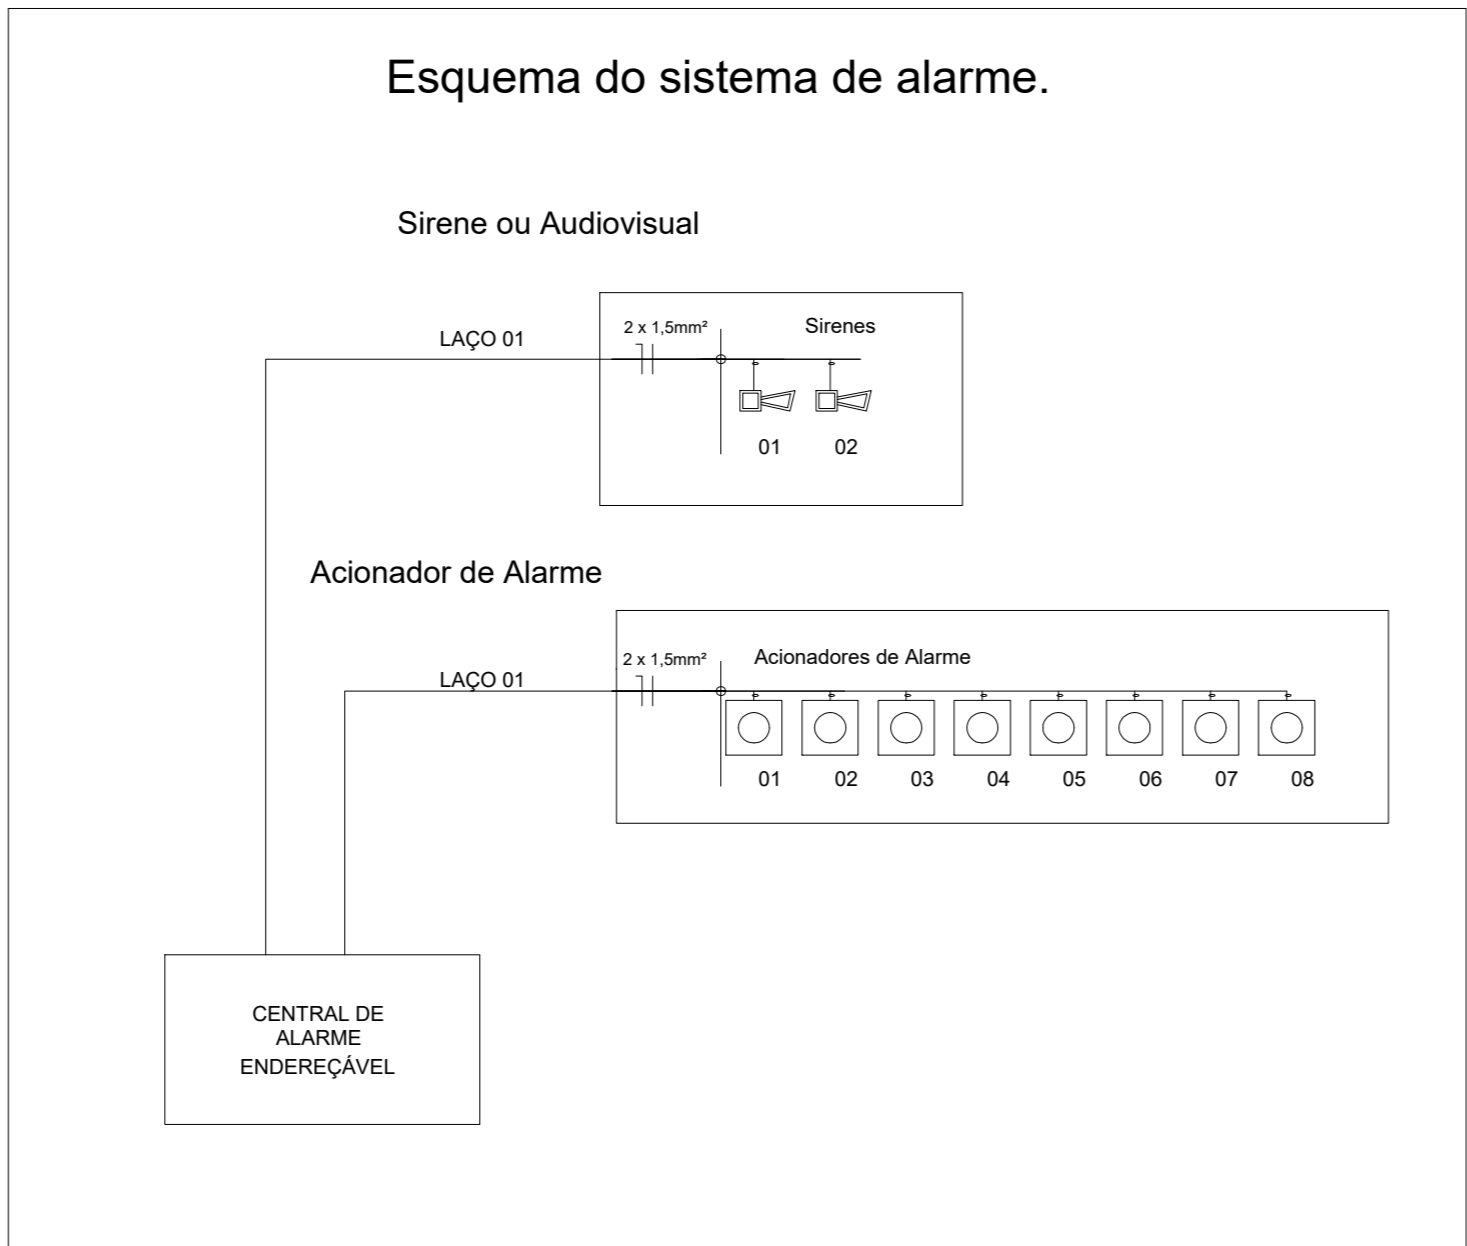 Esquema do sistema de alarme.
Sirene ou Audiovisual
LAÇO 01
2 x 1,5mm²
Sirenes
01
02
Acionador de Alarme
LAÇO 01
2 x 1,5mm²
Acionadores de Alarme
01
02
03
04
05
06
07
08
CENTRAL DE
ALARME
ENDEREÇÁVEL